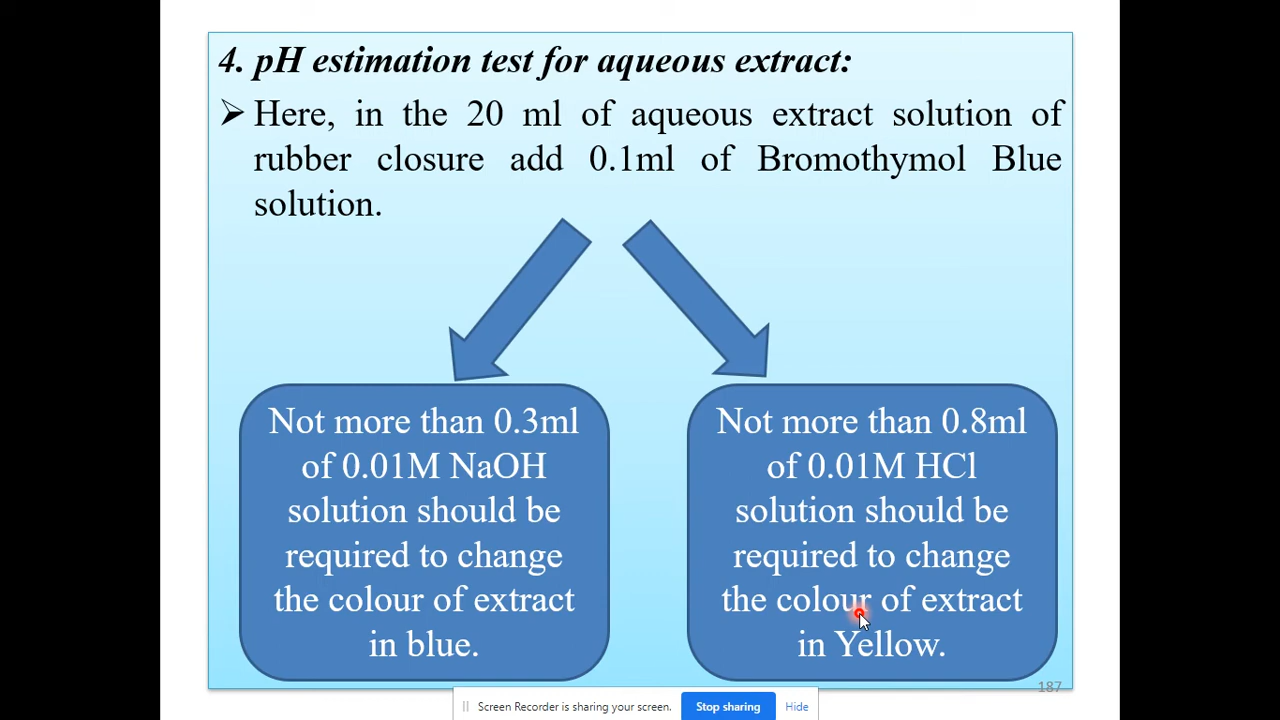 4. pH estimation test for aqueous extract:
➢ Here, in the 20 ml of aqueous extract solution of
rubber closure add 0.1ml of Bromothymol Blue
solution.
Not more than 0.3ml
of 0.01M NaOH
solution should be
required to change
the colour of extract
in blue.
Not more than 0.8ml
of 0.01M HCl
solution should be
required to change
the colour of extract
in Yellow.
187
Screen Recorder is sharing your screen.
Stop sharing
Hide